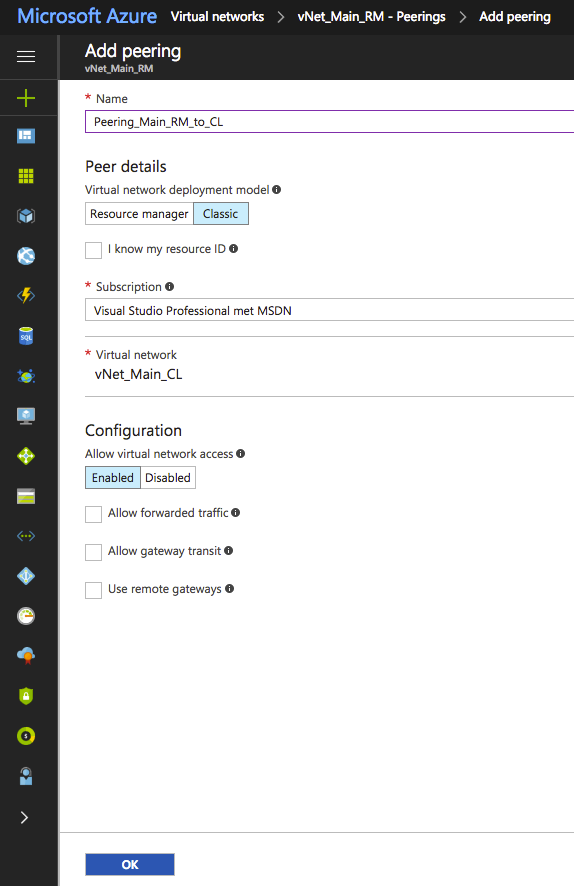 Microsoft Azure Virtual networks > vNet_Main_RM - Peerings > Add peering
Add peering
vNet_Main_RM
* Name
Peering_Main_RM_to_CL
Peer details
Virtual network deployment model
Resource manager Classic
I know my resource ID
* Subscription
Visual Studio Professional met MSDN
* Virtual network
vNet_Main_CL
Configuration
Allow virtual network access
Enabled Disabled
Allow forwarded traffic
Allow gateway transit
Use remote gateways
OK